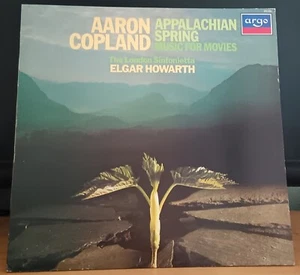 AARON
COPLAND
APPALACHIAN
SPRING
MUSIC FOR MOVIES
argo
The London Sinfonietta
ELGAR HOWARTH